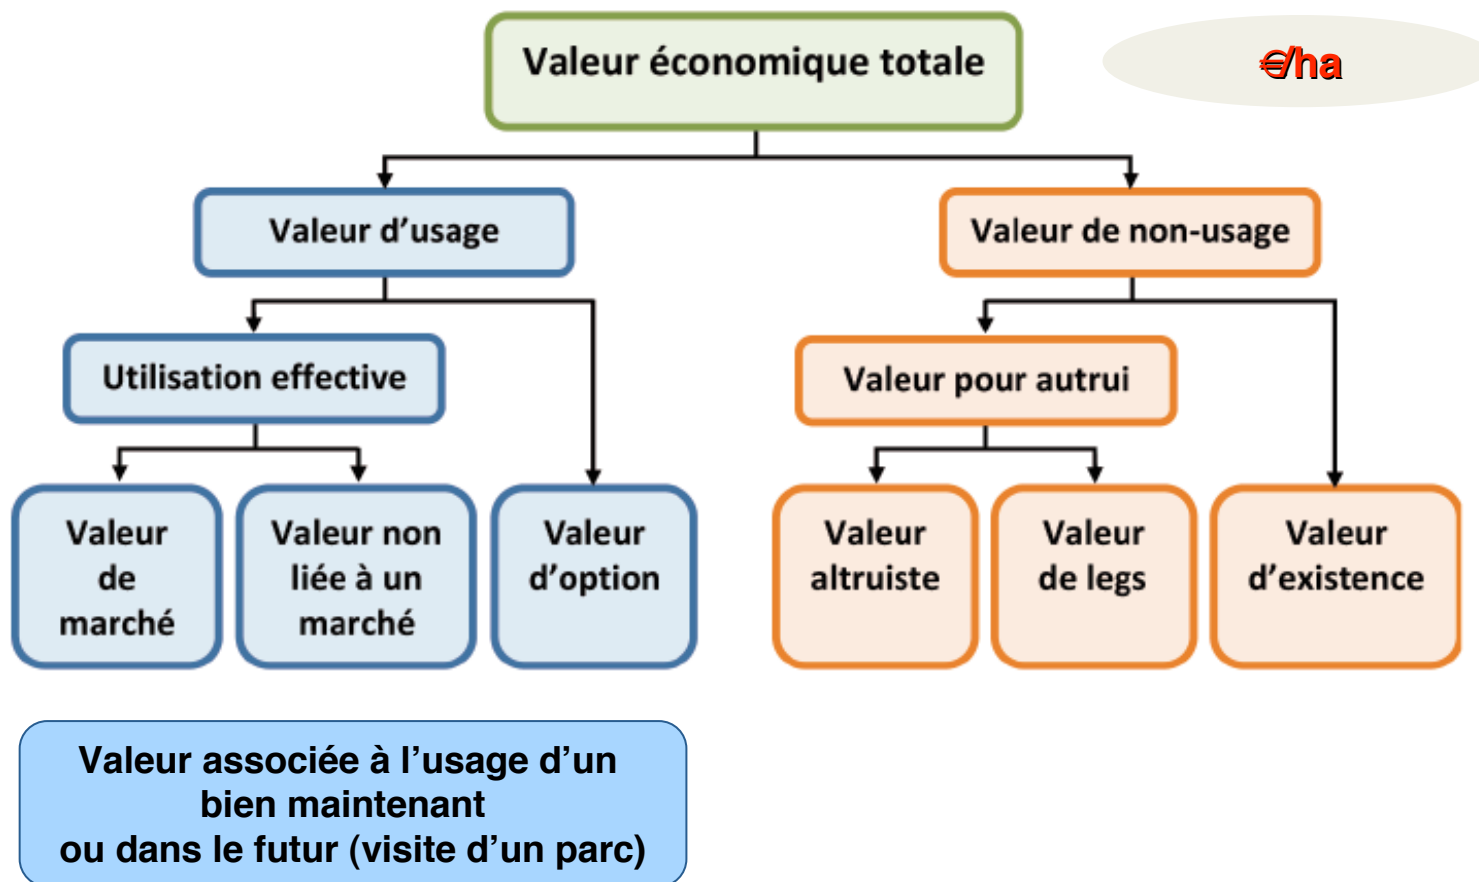 Valeur économique totale
€/ha
Valeur d’usage
Valeur de non-usage
Utilisation effective
Valeur pour autrui
Valeur
de
marché
Valeur non
liée à un
marché
Valeur
d’option
Valeur
altruiste
Valeur
de legs
Valeur
d’existence
Valeur associée à l’usage d’un
bien maintenant
ou dans le futur (visite d’un parc)